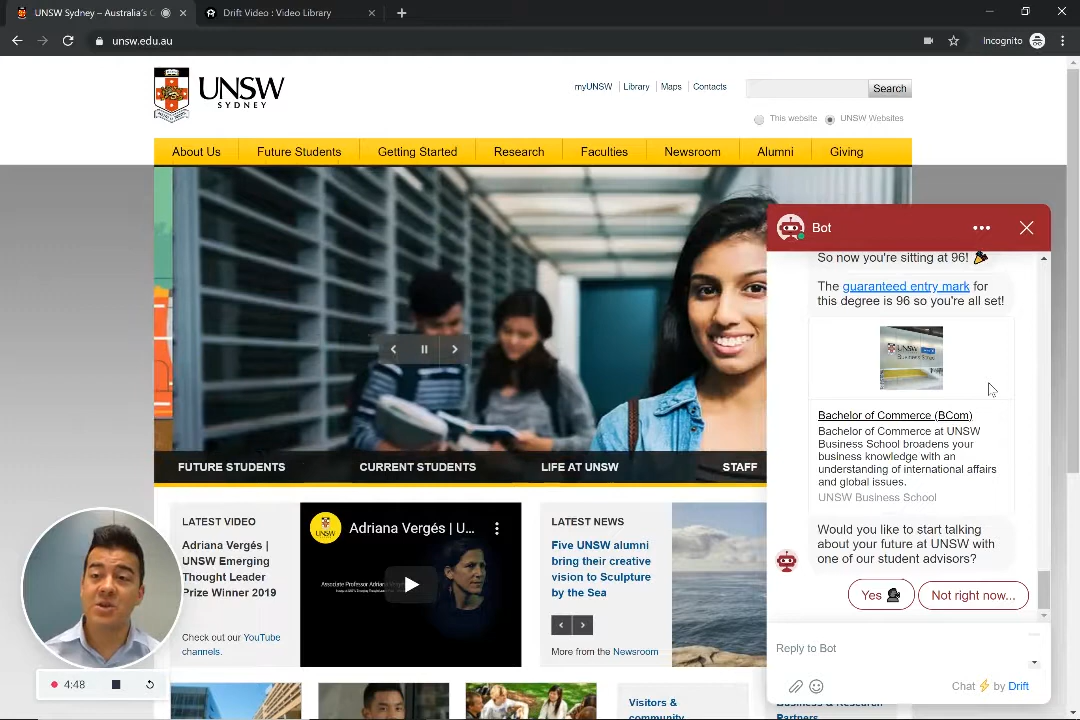 UNSW Sydney – Australia's
Drift Video : Video Library
unsw.edu.au
Incognito
UNSW
SYDNEY
myUNSW
Library
Maps
Contacts
Search
This website
UNSW Websites
About Us
Future Students
Getting Started
Research
Faculties
Newsroom
Alumni
Giving
FUTURE STUDENTS
CURRENT STUDENTS
LIFE AT UNSW
STAFF
LATEST VIDEO
Adriana Vergés |
UNSW Emerging
Thought Leader
Prize Winner 2019
Check out our YouTube
channels.
UNSW
Adriana Vergés | U...
LATEST NEWS
Five UNSW alumni
bring their creative
vision to Sculpture
by the Sea
More from the Newsroom
Visitors &
community
Partners
4:48
Bot
So now you're sitting at 96! 🎉
The guaranteed entry mark for
this degree is 96 so you're all set!
UNSW
Business School
Bachelor of Commerce (BCom)
Bachelor of Commerce at UNSW
Business School broadens your
business knowledge with an
understanding of international affairs
and global issues.
UNSW Business School
Would you like to start talking
about your future at UNSW with
one of our student advisors?
Yes
Not right now...
Reply to Bot
Chat ⚡ by Drift